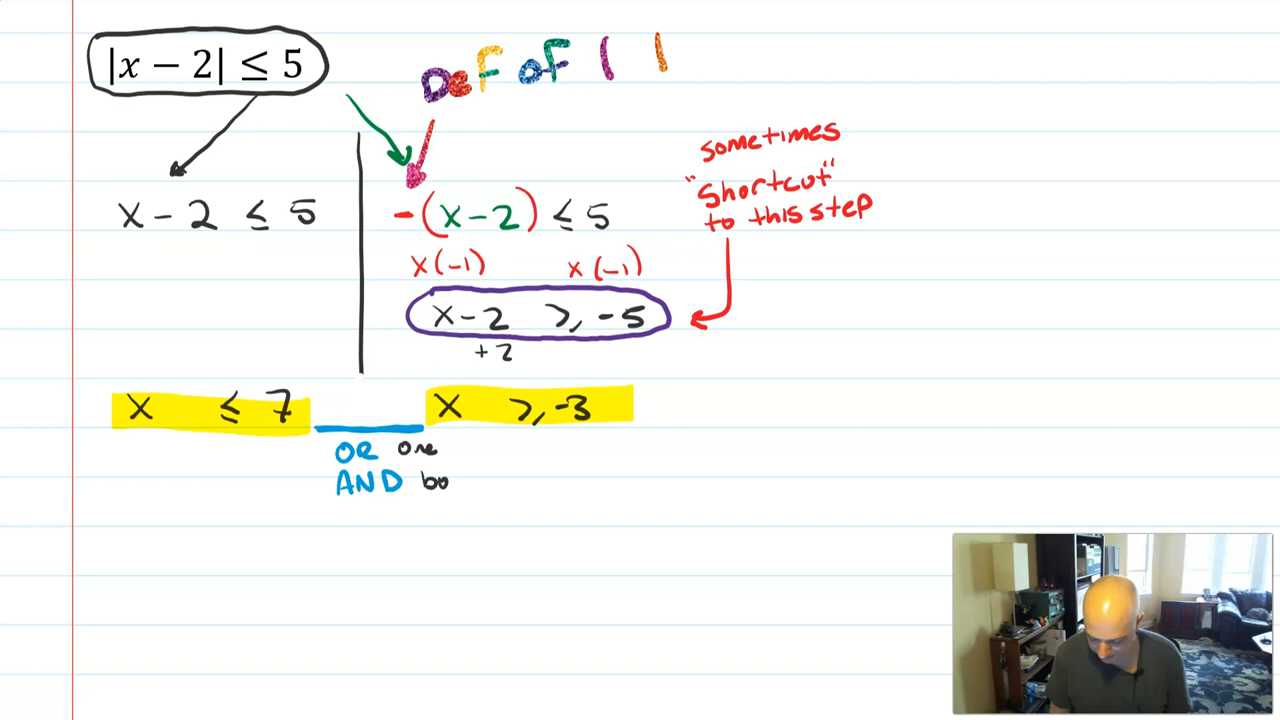 |x − 2| ≤ 5
DEF OF | |
sometimes
"shortcut"
to this step
x - 2 ≤ 5
-(x-2) ≤ 5
x(-1) x(-1)
x-2 ≥ -5
+2
x ≤ 7
x ≥ -3
OR one
AND bo